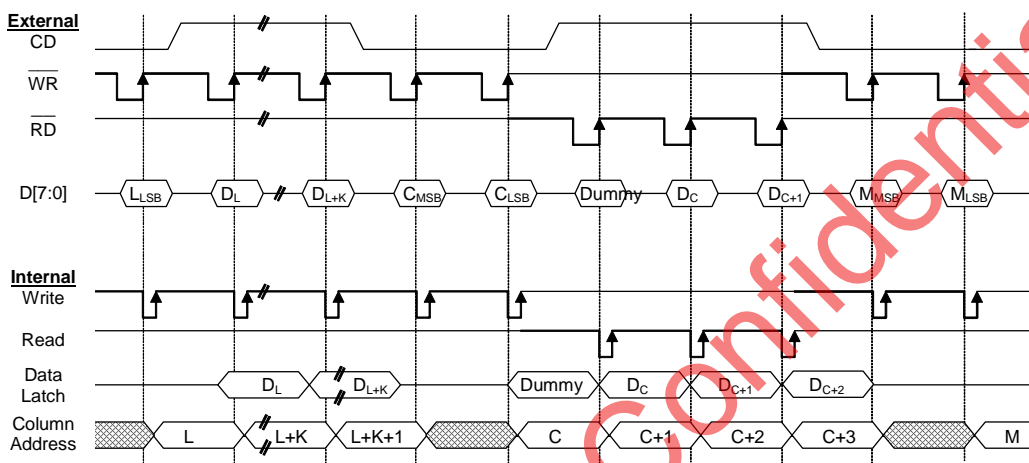 External
CD
WR
RD
D[7:0] LLSB DL DL+K CMSB CLSB Dummy DC DC+1 MMSB MLSB
Internal
Write
Read
Data Latch DL DL+K Dummy DC DC+1 DC+2
Column Address L L+K L+K+1 C C+1 C+2 C+3 M
Confidentia